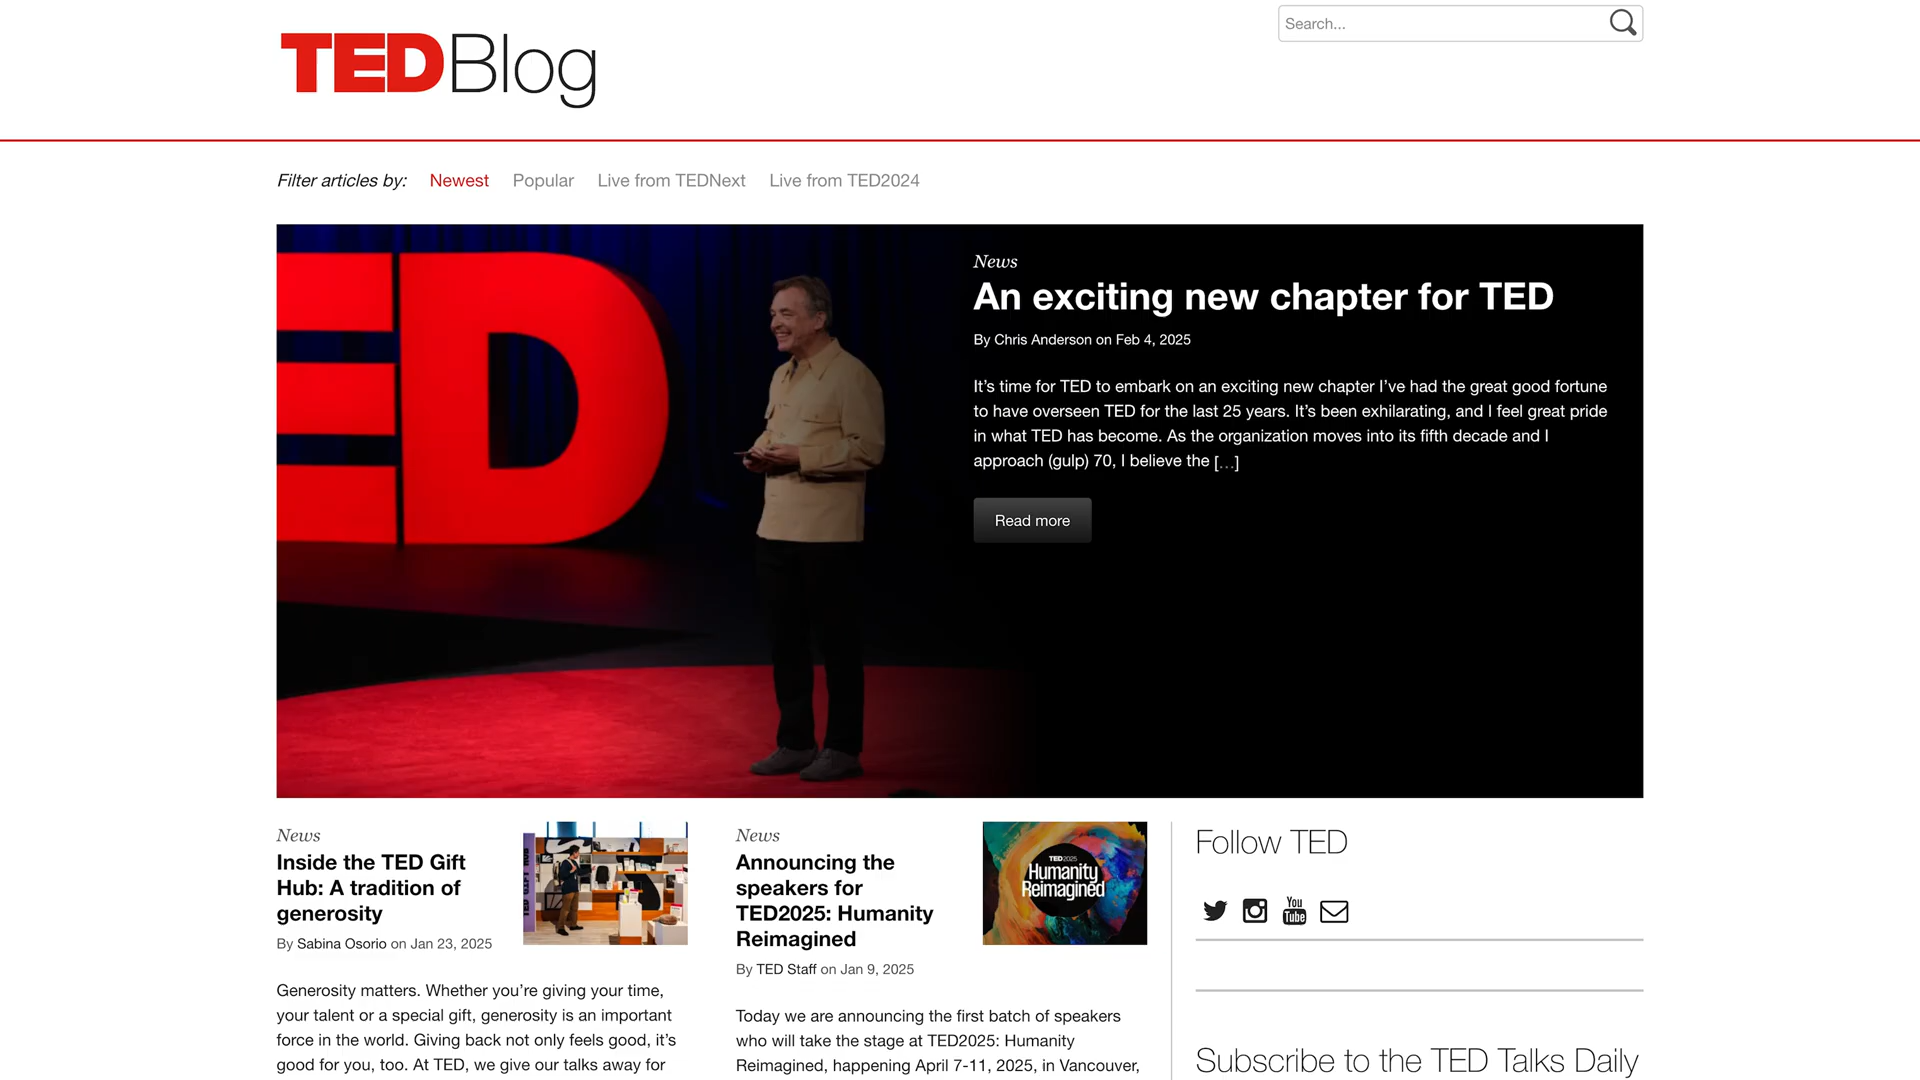 TEDBlog
Search...
Filter articles by: Newest Popular Live from TEDNext Live from TED2024
ED
News
An exciting new chapter for TED
By Chris Anderson on Feb 4, 2025
It’s time for TED to embark on an exciting new chapter I’ve had the great good fortune
to have overseen TED for the last 25 years. It’s been exhilarating, and I feel great pride
in what TED has become. As the organization moves into its fifth decade and I
approach (gulp) 70, I believe the […]
Read more
News
Inside the TED Gift
Hub: A tradition of
generosity
By Sabina Osorio on Jan 23, 2025
Generosity matters. Whether you’re giving your time,
your talent or a special gift, generosity is an important
force in the world. Giving back not only feels good, it’s
good for you, too. At TED, we give our talks away for
TED GIFT HUB
News
Announcing the
speakers for
TED2025: Humanity
Reimagined
By TED Staff on Jan 9, 2025
Today we are announcing the first batch of speakers
who will take the stage at TED2025: Humanity
Reimagined, happening April 7-11, 2025, in Vancouver,
TED2025
Humanity
Reimagined
Follow TED
You
Tube
Subscribe to the TED Talks Daily